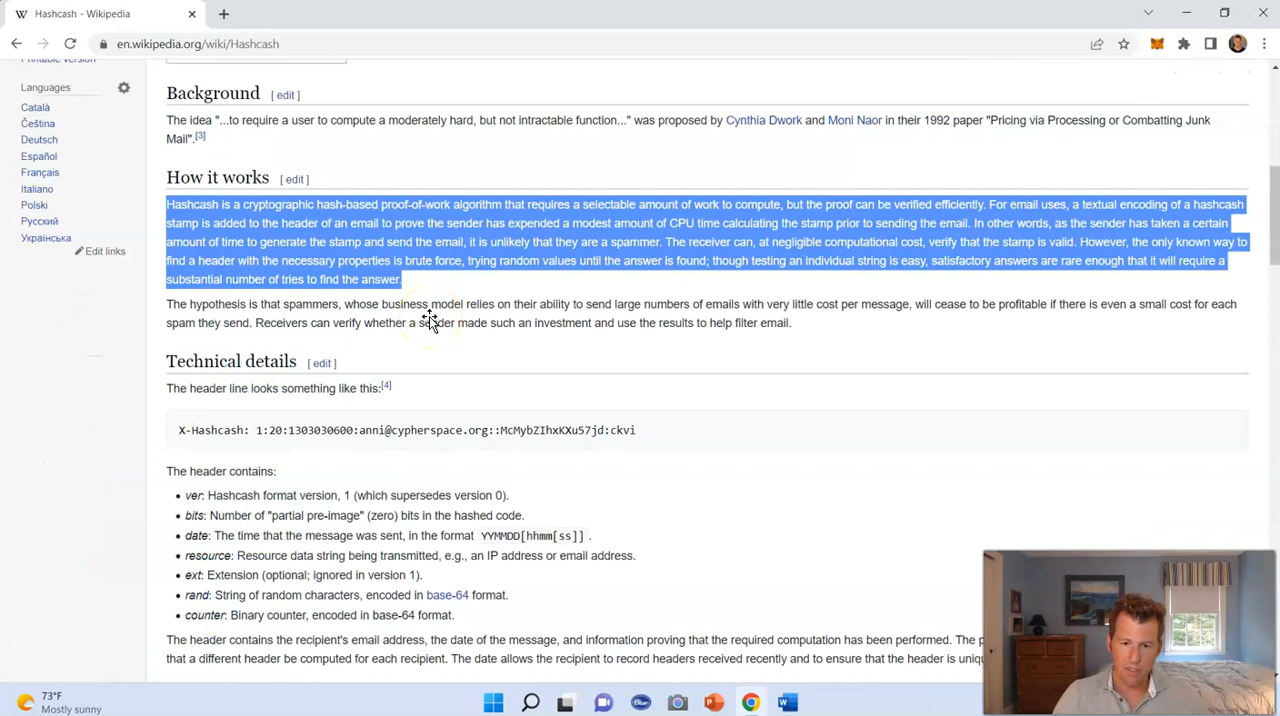 Hashcash - Wikipedia
en.wikipedia.org/wiki/Hashcash
Printable version
Languages
Català
Čeština
Deutsch
Español
Français
Italiano
Polski
Русский
Українська
Edit links
Background [ edit ]
The idea "...to require a user to compute a moderately hard, but not intractable function..." was proposed by Cynthia Dwork and Moni Naor in their 1992 paper "Pricing via Processing or Combatting Junk
Mail".[3]
How it works [ edit ]
Hashcash is a cryptographic hash-based proof-of-work algorithm that requires a selectable amount of work to compute, but the proof can be verified efficiently. For email uses, a textual encoding of a hashcash
stamp is added to the header of an email to prove the sender has expended a modest amount of CPU time calculating the stamp prior to sending the email. In other words, as the sender has taken a certain
amount of time to generate the stamp and send the email, it is unlikely that they are a spammer. The receiver can, at negligible computational cost, verify that the stamp is valid. However, the only known way to
find a header with the necessary properties is brute force, trying random values until the answer is found; though testing an individual string is easy, satisfactory answers are rare enough that it will require a
substantial number of tries to find the answer.
The hypothesis is that spammers, whose business model relies on their ability to send large numbers of emails with very little cost per message, will cease to be profitable if there is even a small cost for each
spam they send. Receivers can verify whether a sender made such an investment and use the results to help filter email.
Technical details [ edit ]
The header line looks something like this:[4]
X-Hashcash: 1:20:1303030600:anni@cypherspace.org::McMybZIhxKXu57jd:ckvi
The header contains:
• ver: Hashcash format version, 1 (which supersedes version 0).
• bits: Number of "partial pre-image" (zero) bits in the hashed code.
• date: The time that the message was sent, in the format YYMMDD[hhmm[ss]] .
• resource: Resource data string being transmitted, e.g., an IP address or email address.
• ext: Extension (optional; ignored in version 1).
• rand: String of random characters, encoded in base-64 format.
• counter: Binary counter, encoded in base-64 format.
The header contains the recipient's email address, the date of the message, and information proving that the required computation has been performed. The
that a different header be computed for each recipient. The date allows the recipient to record headers received recently and to ensure that the header is
73°F
Mostly sunny